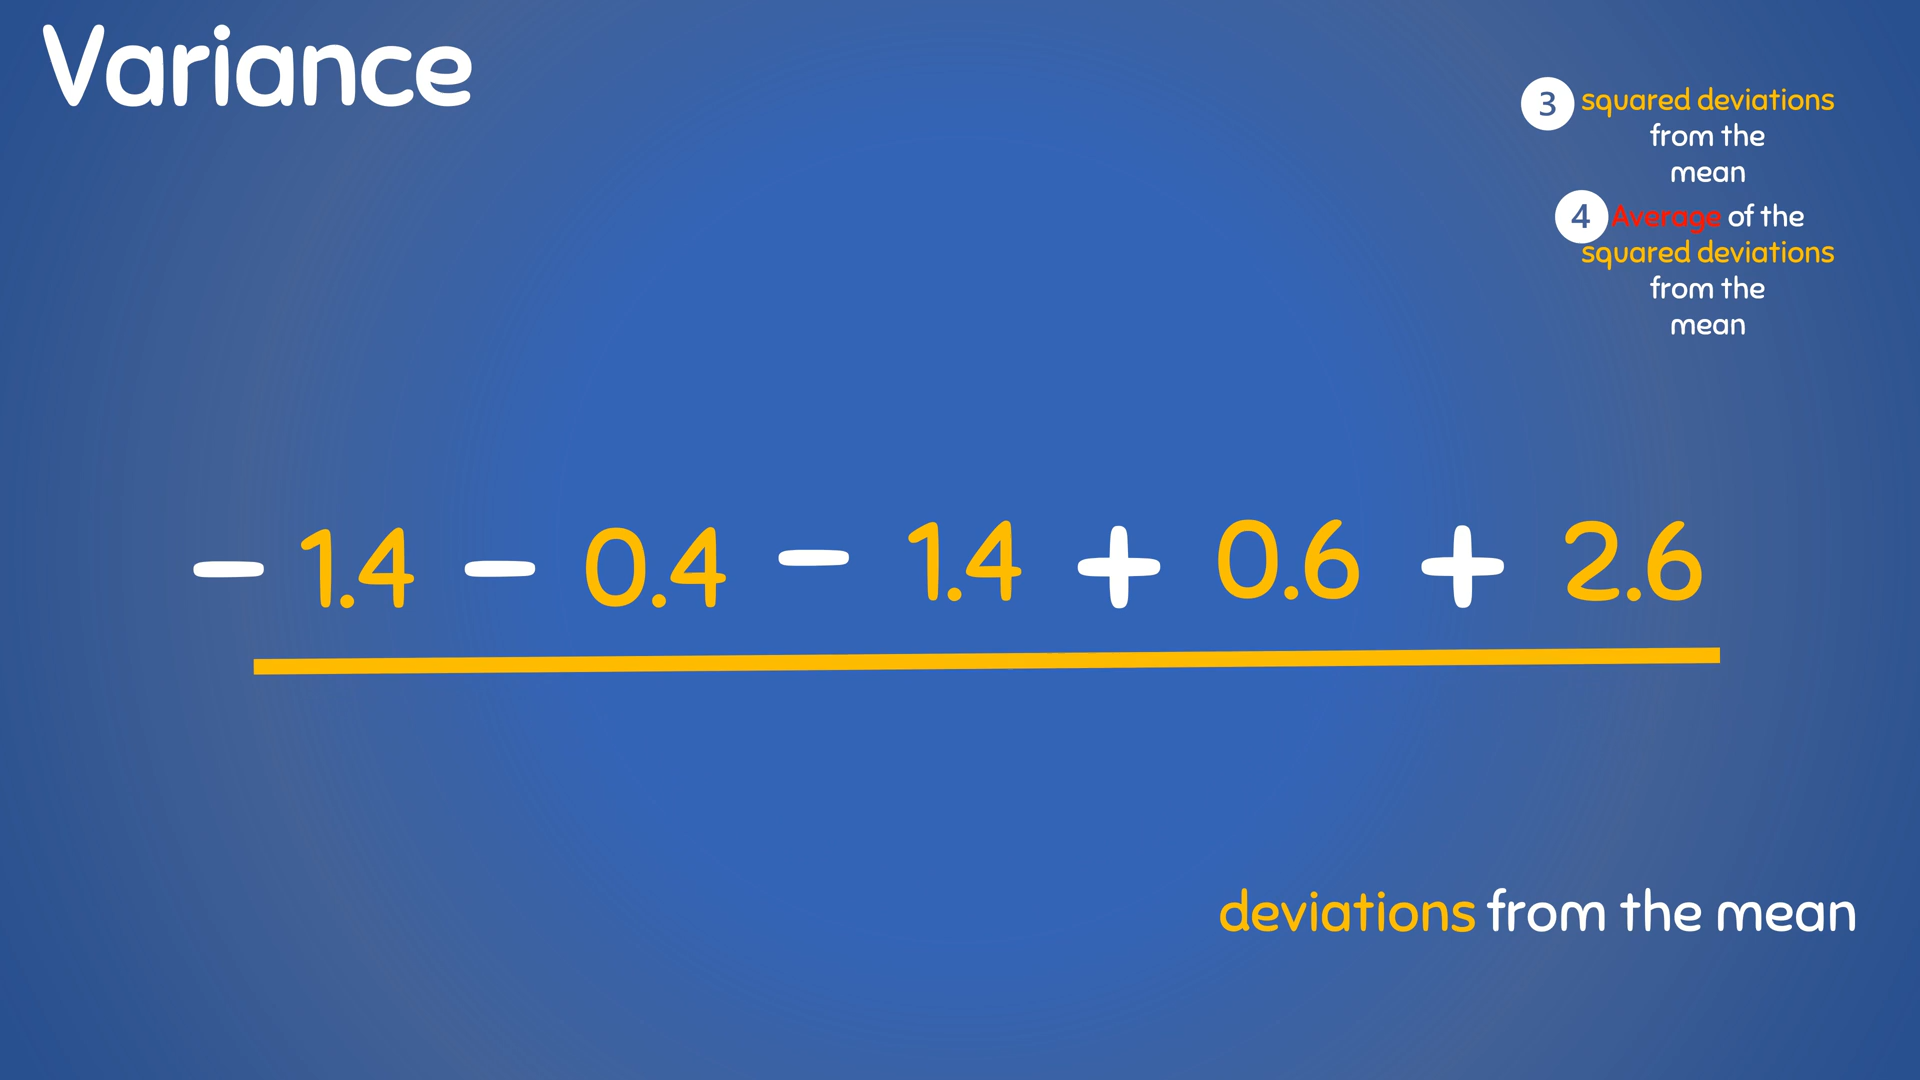 Variance
3 squared deviations
from the
mean
4 Average of the
squared deviations
from the
mean
− 1.4 − 0.4 − 1.4 + 0.6 + 2.6
deviations from the mean